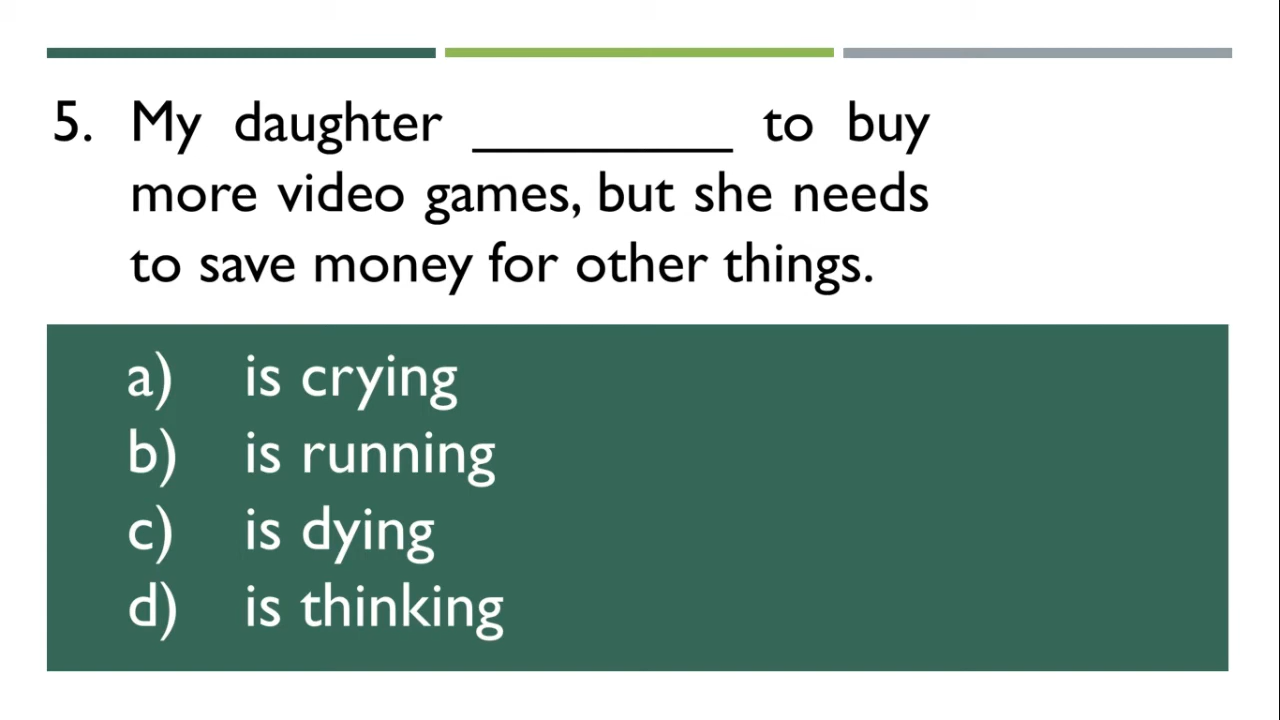 5. My daughter __________ to buy
more video games, but she needs
to save money for other things.
a) is crying
b) is running
c) is dying
d) is thinking